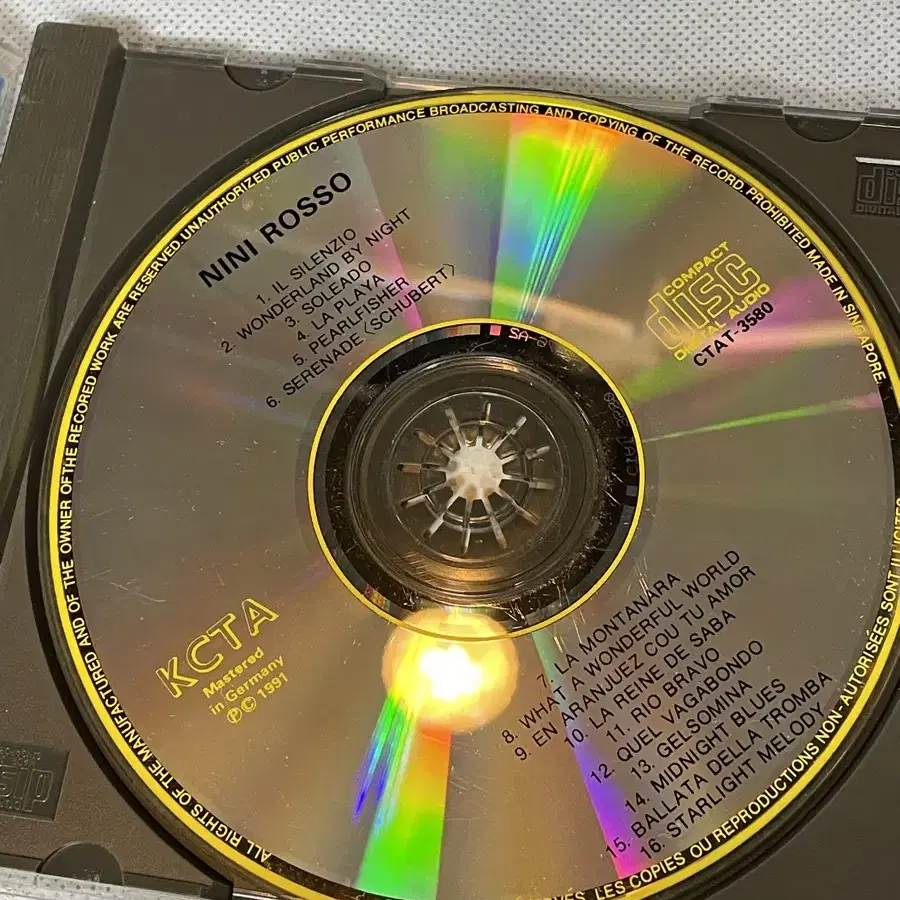 ALL RIGHTS OF THE MANUFACTURED AND OF THE OWNER OF THE RECORDED WORK ARE RESERVED. UNAUTHORIZED PUBLIC PERFORMANCE BROADCASTING AND COPYING OF THE RECORD. PROHIBITED MADE IN SINGAPORE.
NINI ROSSO
1. IL SILENZIO
2. WONDERLAND BY NIGHT
3. SOLEADO
4. LA PLAYA
5. PEARLFISHER
6. SERENADE〈SCHUBERT〉
COMPACT
disc
DIGITAL AUDIO
CTAT-3580
SA-2
KCTA
Mastered
in Germany
℗© 1991
7. LA MONTANARA
8. WHAT A WONDERFUL WORLD
9. EN ARANJUEZ COU TU AMOR
10. LA REINE DE SABA
11. RIO BRAVO
12. QUEL VAGABONDO
13. GELSOMINA
14. MIDNIGHT BLUES
15. BALLATA DELLA TROMBA
16. STARLIGHT MELODY
LES COPIES OU REPRODUCTIONS NON-AUTORISÉES SONT ILLICITES